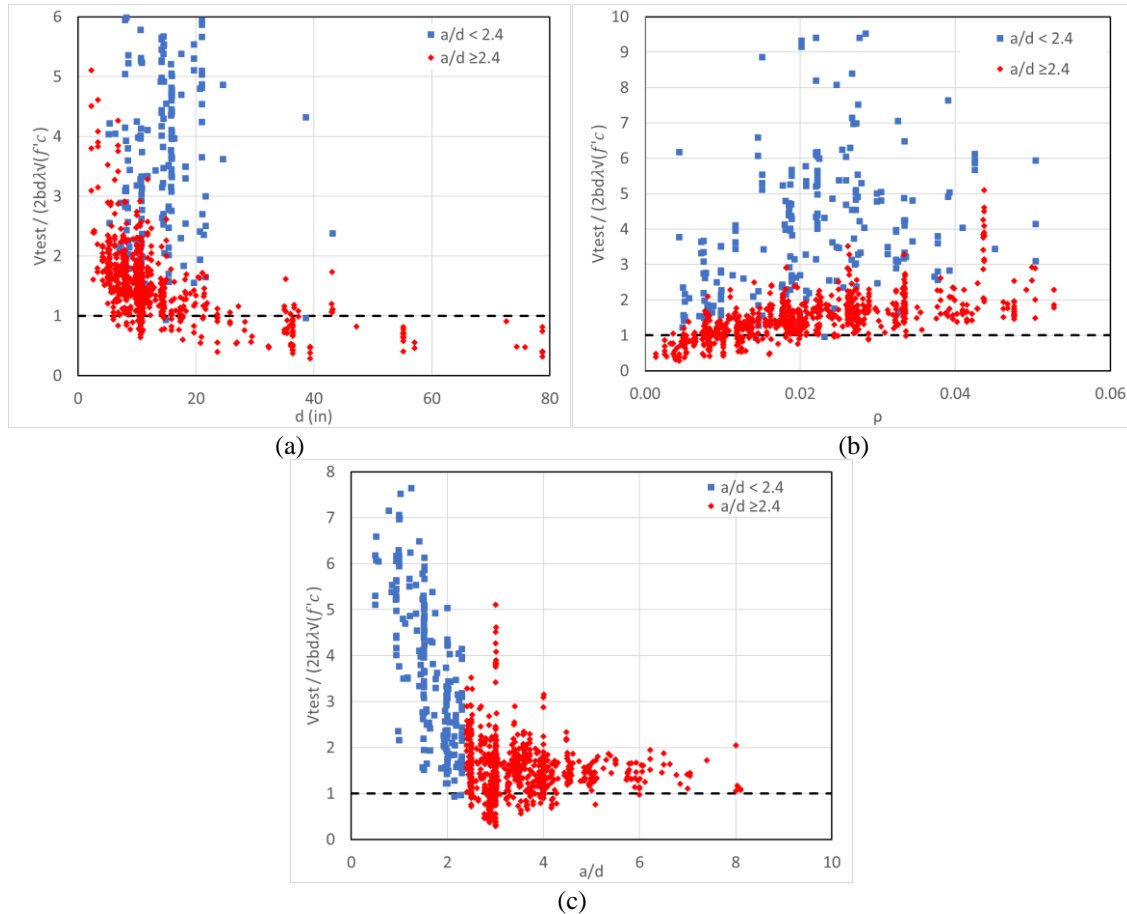 6
5
4
3
2
1
0
Vtest / (2bdλ√(f'c)
a/d < 2.4
a/d ≥2.4
0
20
40
60
80
d (in)
(a)
10
9
8
7
6
5
4
3
2
1
0
Vtest / (2bdλ√(f'c)
a/d < 2.4
a/d ≥2.4
0.00
0.02
0.04
0.06
ρ
(b)
8
7
6
5
4
3
2
1
0
Vtest / (2bdλ√(f'c)
a/d < 2.4
a/d ≥2.4
0
2
4
6
8
10
a/d
(c)